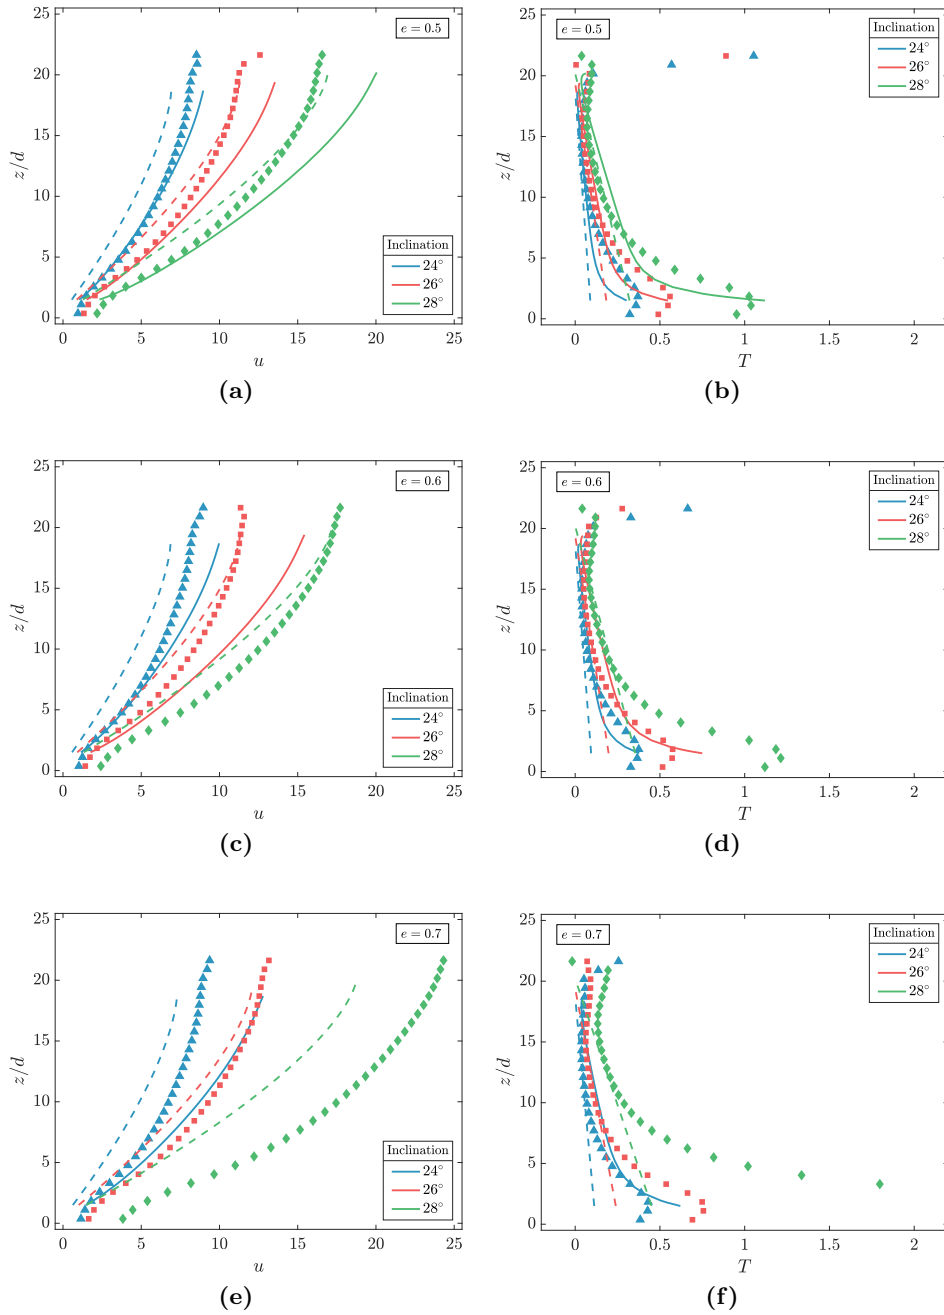 e = 0.5
z/d
25
20
15
10
5
0
Inclination
24°
26°
28°
0 5 10 15 20 25
u
(a)
e = 0.5
Inclination
24°
26°
28°
z/d
25
20
15
10
5
0
0 0.5 1 1.5 2
T
(b)
e = 0.6
z/d
25
20
15
10
5
0
Inclination
24°
26°
28°
0 5 10 15 20 25
u
(c)
e = 0.6
Inclination
24°
26°
28°
z/d
25
20
15
10
5
0
0 0.5 1 1.5 2
T
(d)
e = 0.7
z/d
25
20
15
10
5
0
Inclination
24°
26°
28°
0 5 10 15 20 25
u
(e)
e = 0.7
Inclination
24°
26°
28°
z/d
25
20
15
10
5
0
0 0.5 1 1.5 2
T
(f)